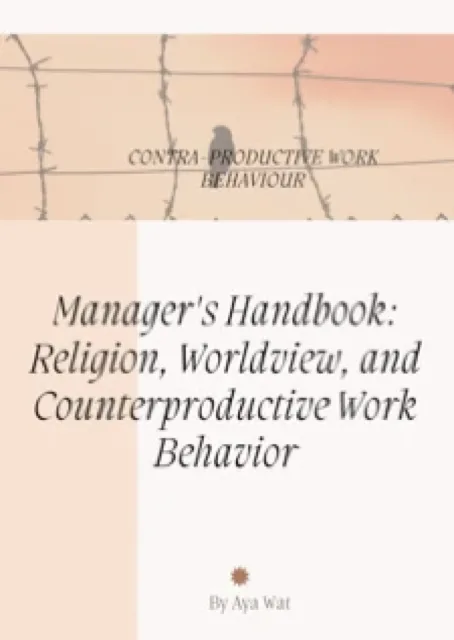 CONTRA-PRODUCTIVE WORK
BEHAVIOUR
Manager's Handbook:
Religion, Worldview, and
Counterproductive Work
Behavior
By Aya Wat